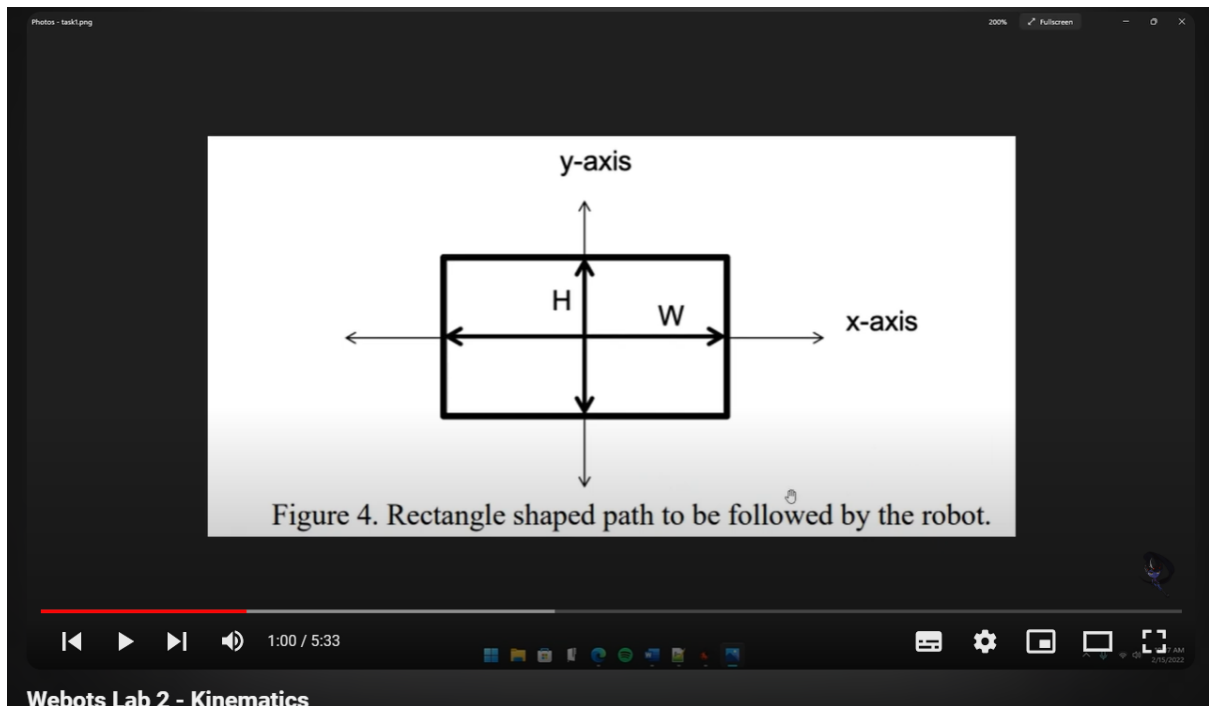 Photos - task1.png
200%
Fullscreen
y-axis
H
W
x-axis
Figure 4. Rectangle shaped path to be followed by the robot.
1:00 / 5:33
AM
2/15/2022
Webots Lab 2 - Kinematics